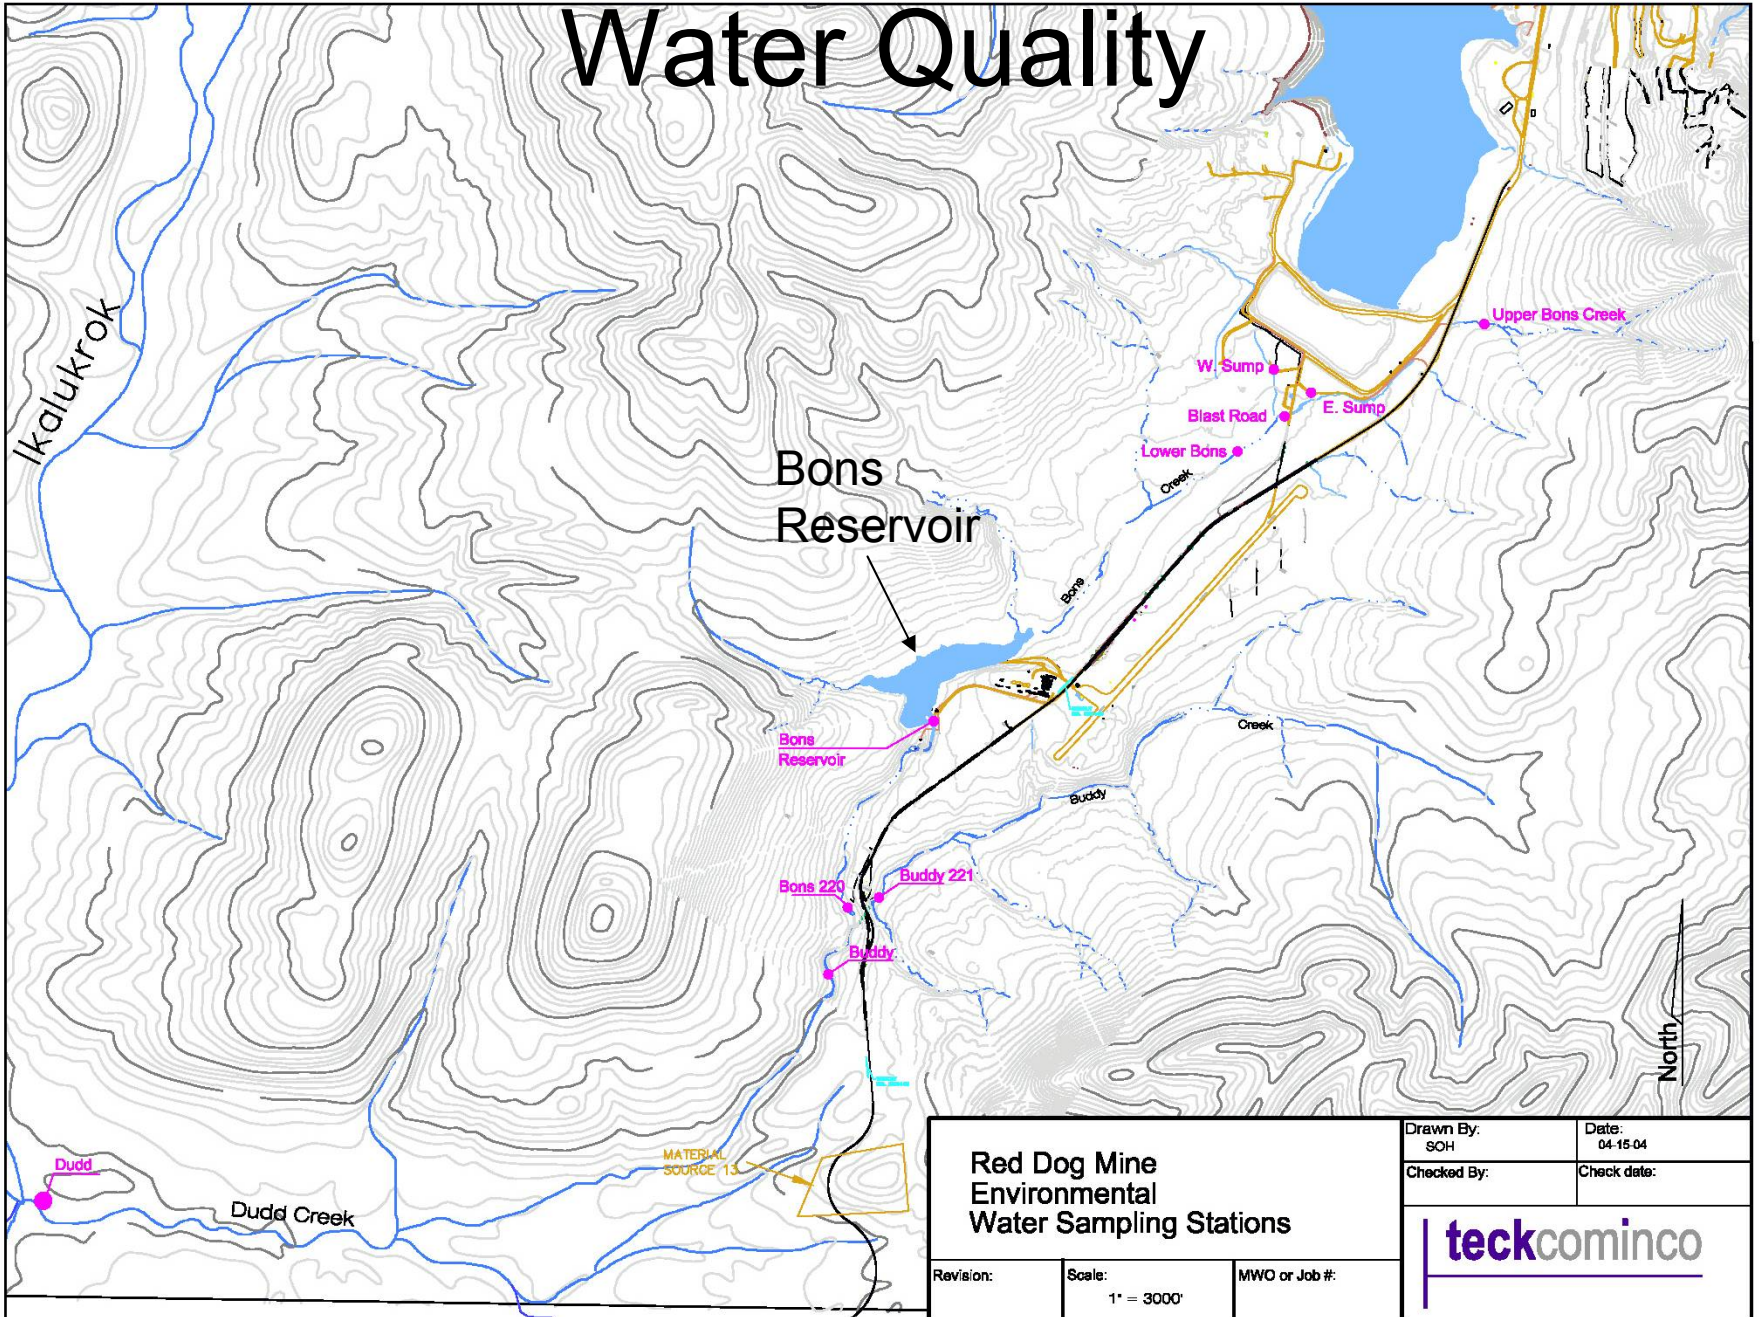 Water Quality
Ikalukrok
Upper Bons Creek
W. Sump
E. Sump
Blast Road
Lower Bons
Creek
Bons
Reservoir
Bons
Creek
Bons
Reservoir
Buddy
Bons 220
Buddy 221
Buddy
North
MATERIAL
SOURCE 13
Dudd
Dudd Creek
Red Dog Mine
Environmental
Water Sampling Stations
Revision:
Scale:
1" = 3000'
MWO or Job #:
Drawn By:
SOH
Date:
04-15-04
Checked By:
Check date:
teckcominco